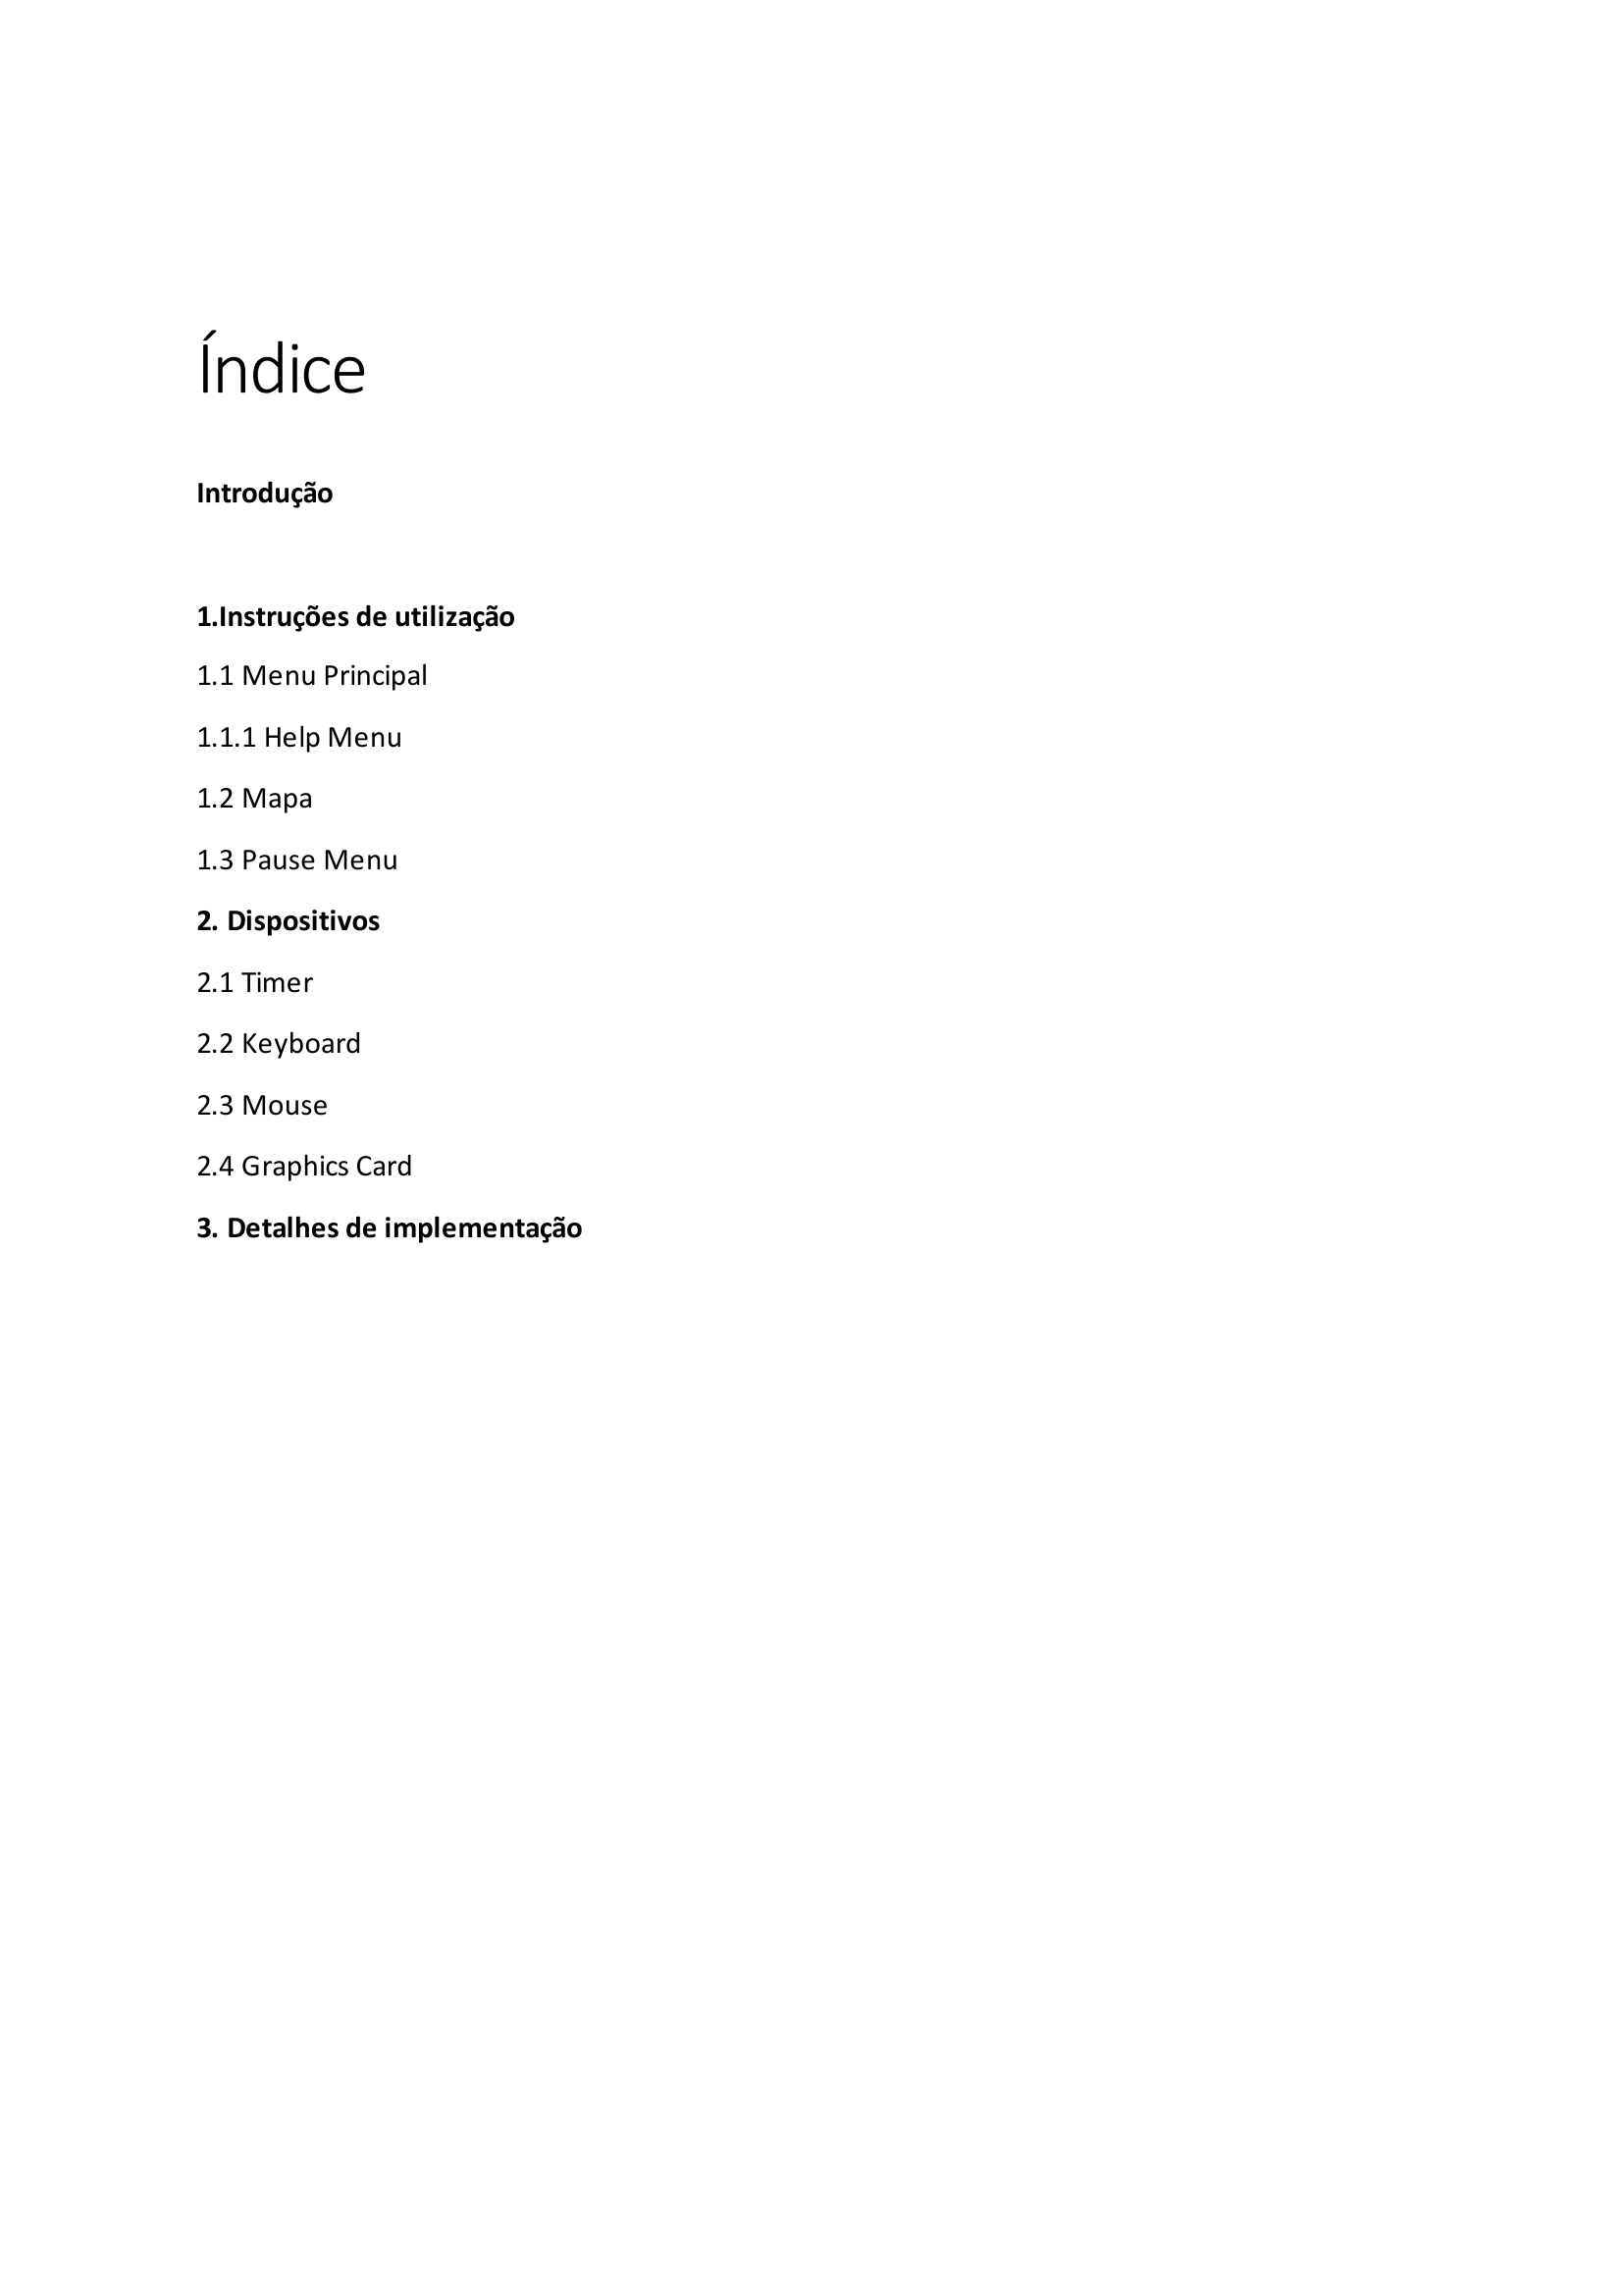 Índice
Introdução
1.Instruções de utilização
1.1 Menu Principal
1.1.1 Help Menu
1.2 Mapa
1.3 Pause Menu
2. Dispositivos
2.1 Timer
2.2 Keyboard
2.3 Mouse
2.4 Graphics Card
3. Detalhes de implementação